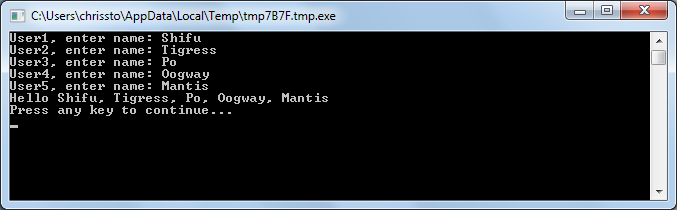 C:\Users\chrissto\AppData\Local\Temp\tmp7B7F.tmp.exe
User1, enter name: Shifu
User2, enter name: Tigress
User3, enter name: Po
User4, enter name: Oogway
User5, enter name: Mantis
Hello Shifu, Tigress, Po, Oogway, Mantis
Press any key to continue...